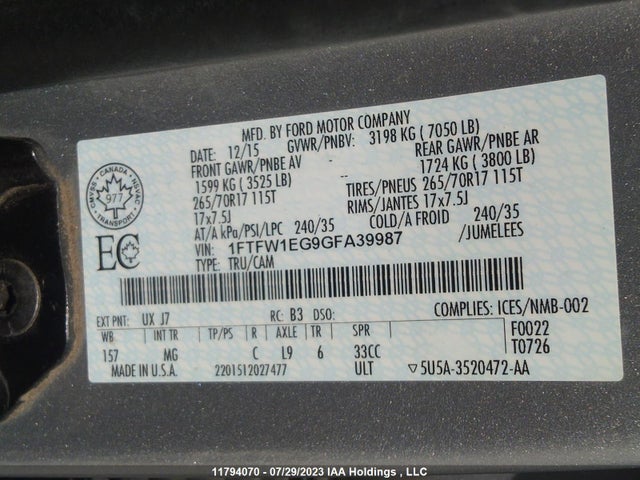 MFD. BY FORD MOTOR COMPANY
DATE: 12/15 GVWR/PNBV: 3198 KG ( 7050 LB)
FRONT GAWR/PNBE AV REAR GAWR/PNBE AR
1599 KG ( 3525 LB) 1724 KG ( 3800 LB)
265/70R17 115T TIRES/PNEUS 265/70R17 115T
17x7.5J RIMS/JANTES 17x7.5J
AT/A kPa/PSI/LPC 240/35 COLD/A FROID 240/35
VIN: 1FTFW1EG9GFA39987 /JUMELEES
TYPE: TRU/CAM
CANADA
CMVSS NSVAC
977
TRANSPORT
EC
EXT PNT: UX J7 RC: B3 DSO: COMPLIES: ICES/NMB-002
WB INT TR TP/PS R AXLE TR SPR F0022
157 MG C L9 6 33CC T0726
MADE IN U.S.A. 2201512027477 ULT ▽5U5A-3520472-AA
11794070 - 07/29/2023 IAA Holdings , LLC